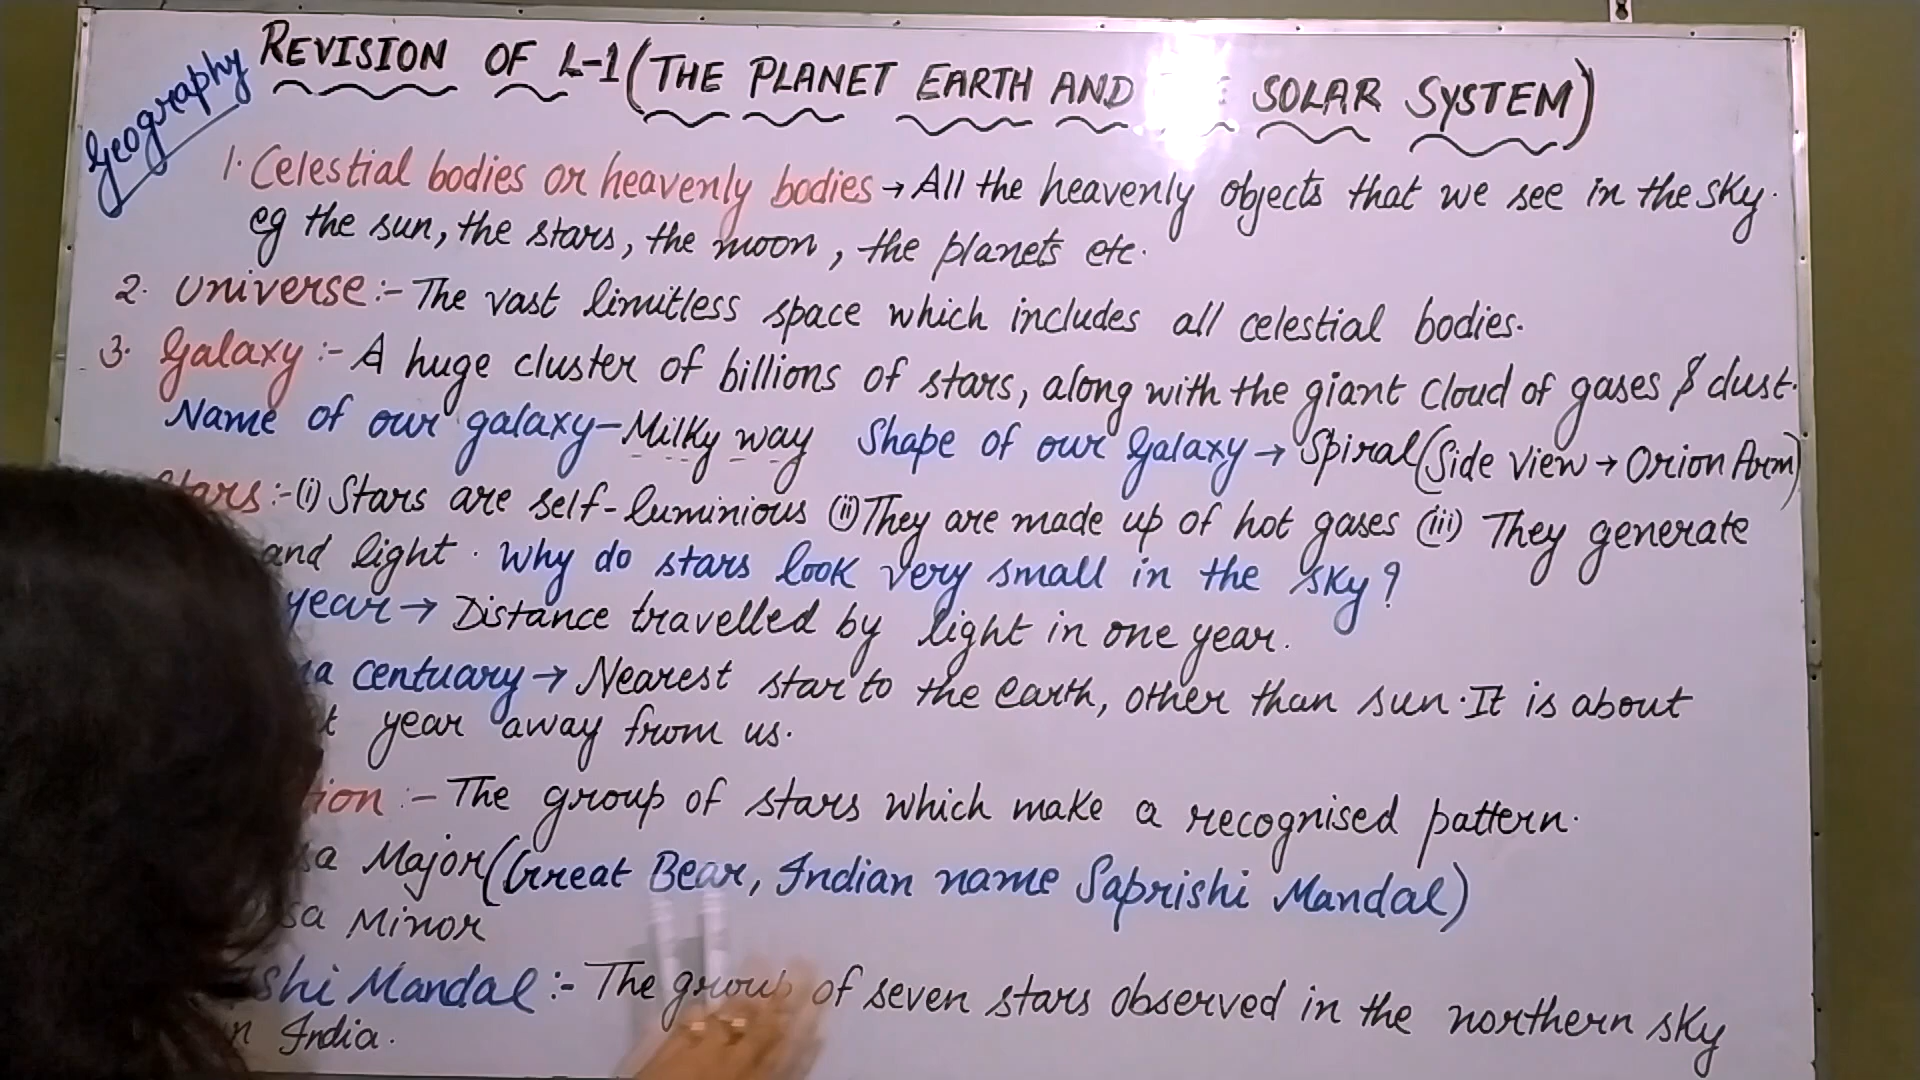 Geography
REVISION OF L-1 (THE PLANET EARTH AND SOLAR SYSTEM)
1. Celestial bodies or heavenly bodies → All the heavenly objects that we see in the sky.
eg the sun, the stars, the moon, the planets etc.
2. Universe :- The vast limitless space which includes all celestial bodies.
3. Galaxy :- A huge cluster of billions of stars, along with the giant cloud of gases & dust.
Name of our galaxy - Milky way Shape of our Galaxy → Spiral (Side view → Orion Arm)
Stars :- (i) Stars are self-luminious (ii) They are made up of hot gases (iii) They generate
and light. Why do stars look very small in the sky?
year → Distance travelled by light in one year.
centuary → Nearest star to the earth, other than sun. It is about
year away from us.
:- The group of stars which make a recognised pattern.
Major (Great Bear, Indian name Saprishi Mandal)
Minor
Mandal :- The group of seven stars observed in the northern sky
India.